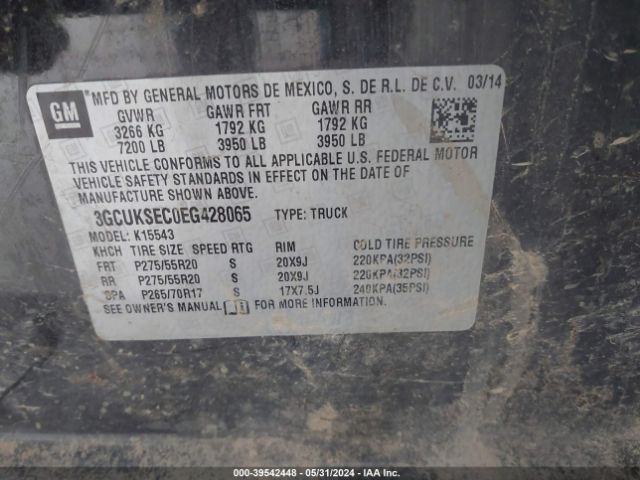 GM
*MFD BY GENERAL MOTORS DE MEXICO, S. DE R.L. DE C.V. 03/14
GVWR GAWR FRT GAWR RR
3266 KG 1792 KG 1792 KG
7200 LB 3950 LB 3950 LB
THIS VEHICLE CONFORMS TO ALL APPLICABLE U.S. FEDERAL MOTOR
VEHICLE SAFETY STANDARDS IN EFFECT ON THE DATE OF
MANUFACTURE SHOWN ABOVE.
3GCUKSEC0EG428065 TYPE: TRUCK
MODEL: K15543
KHCH TIRE SIZE SPEED RTG RIM COLD TIRE PRESSURE
FRT P275/55R20 S 20X9J 220KPA(32PSI)
RR P275/55R20 S 20X9J 220KPA(32PSI)
SPA P265/70R17 S 17X7.5J 240KPA(35PSI)
SEE OWNER'S MANUAL FOR MORE INFORMATION.
000-39542448 - 05/31/2024 - IAA Inc.